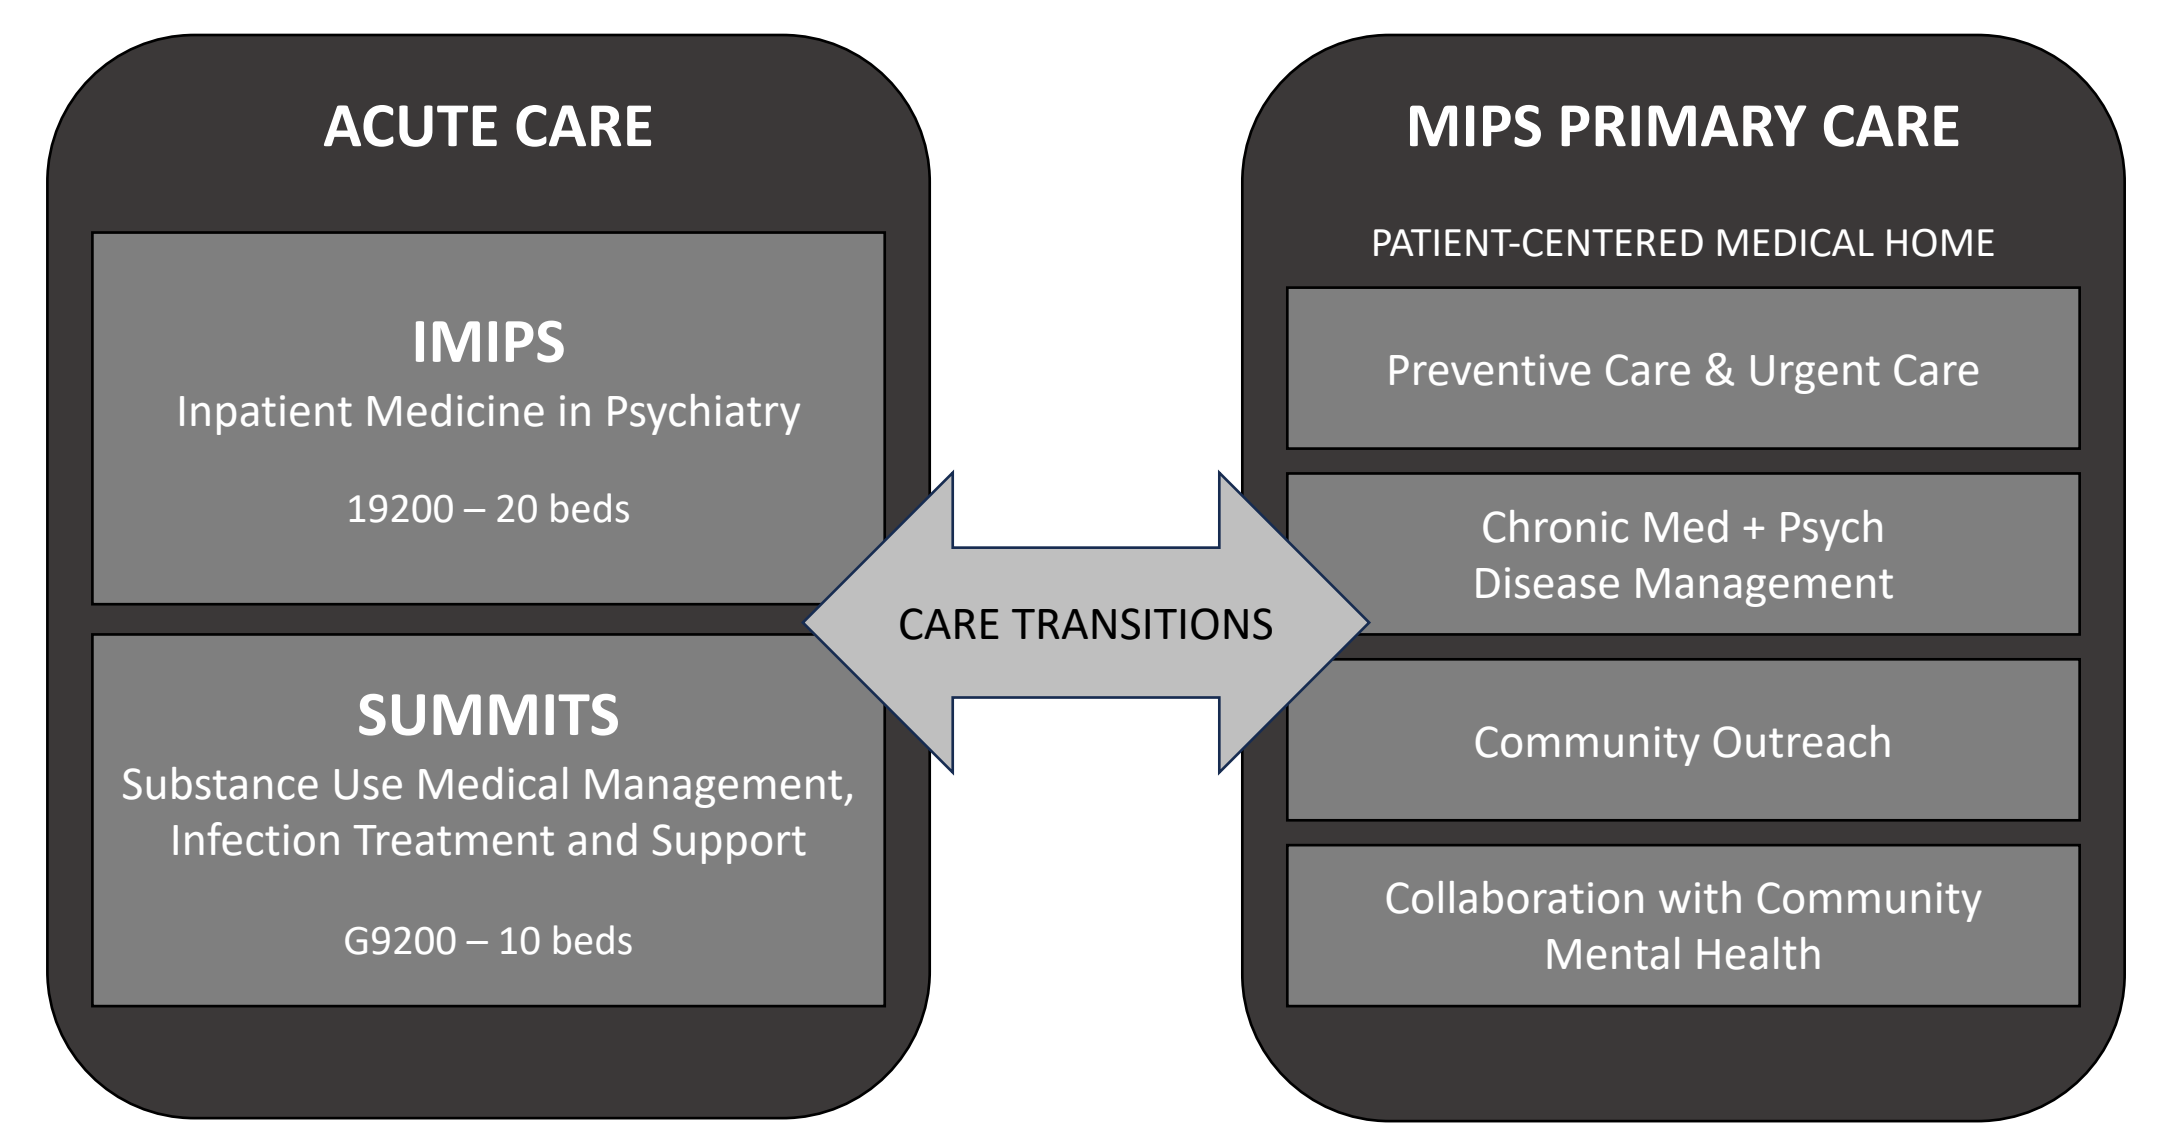 ACUTE CARE
IMIPS
Inpatient Medicine in Psychiatry
19200 – 20 beds
SUMMITS
Substance Use Medical Management,
Infection Treatment and Support
G9200 – 10 beds
CARE TRANSITIONS
MIPS PRIMARY CARE
PATIENT-CENTERED MEDICAL HOME
Preventive Care & Urgent Care
Chronic Med + Psych
Disease Management
Community Outreach
Collaboration with Community
Mental Health